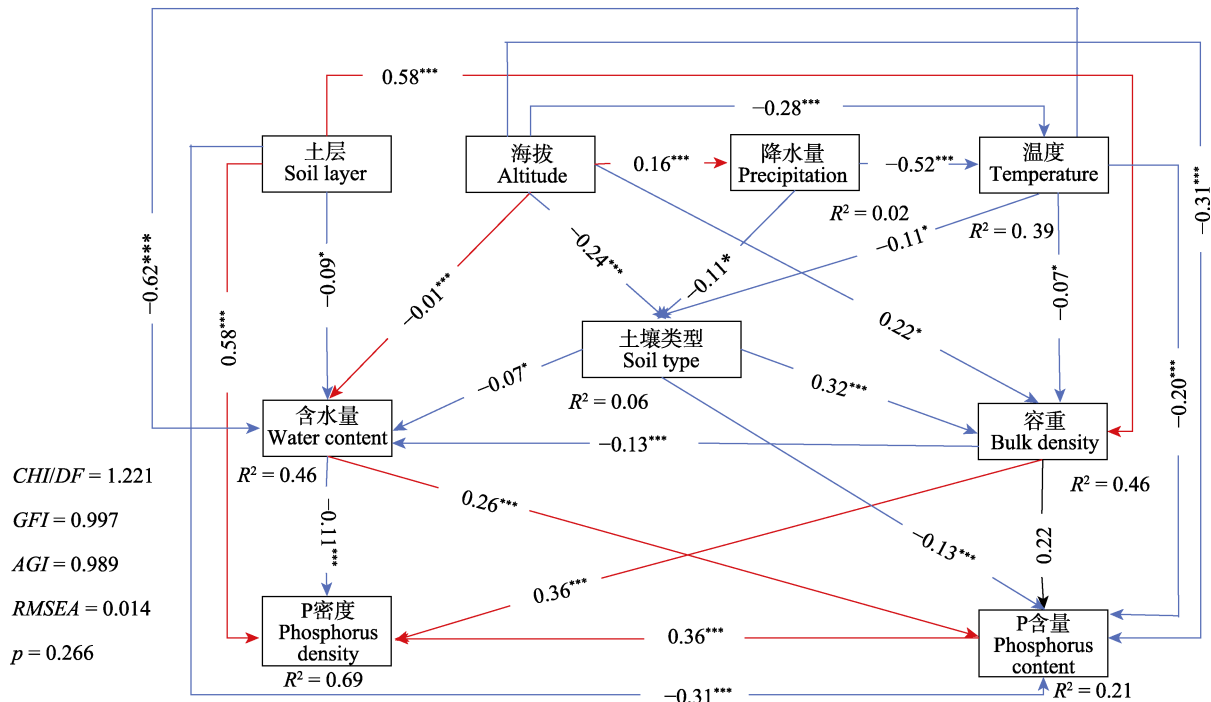 0.58***
−0.28***
土层
Soil layer
海拔
Altitude
0.16***
降水量
Precipitation
−0.52***
温度
Temperature
−0.31***
R² = 0.02
R² = 0. 39
−0.62***
−0.09*
−0.01***
−0.24***
−0.11*
−0.11*
−0.07*
0.58***
0.22*
土壤类型
Soil type
−0.07*
0.32***
−0.20***
R² = 0.06
含水量
Water content
容重
Bulk density
−0.13***
R² = 0.46
R² = 0.46
CHI/DF = 1.221
GFI = 0.997
AGI = 0.989
RMSEA = 0.014
p = 0.266
0.26***
−0.11***
−0.13***
0.22
0.36***
P密度
Phosphorus
density
0.36***
P含量
Phosphorus
content
R² = 0.69
−0.31***
R² = 0.21